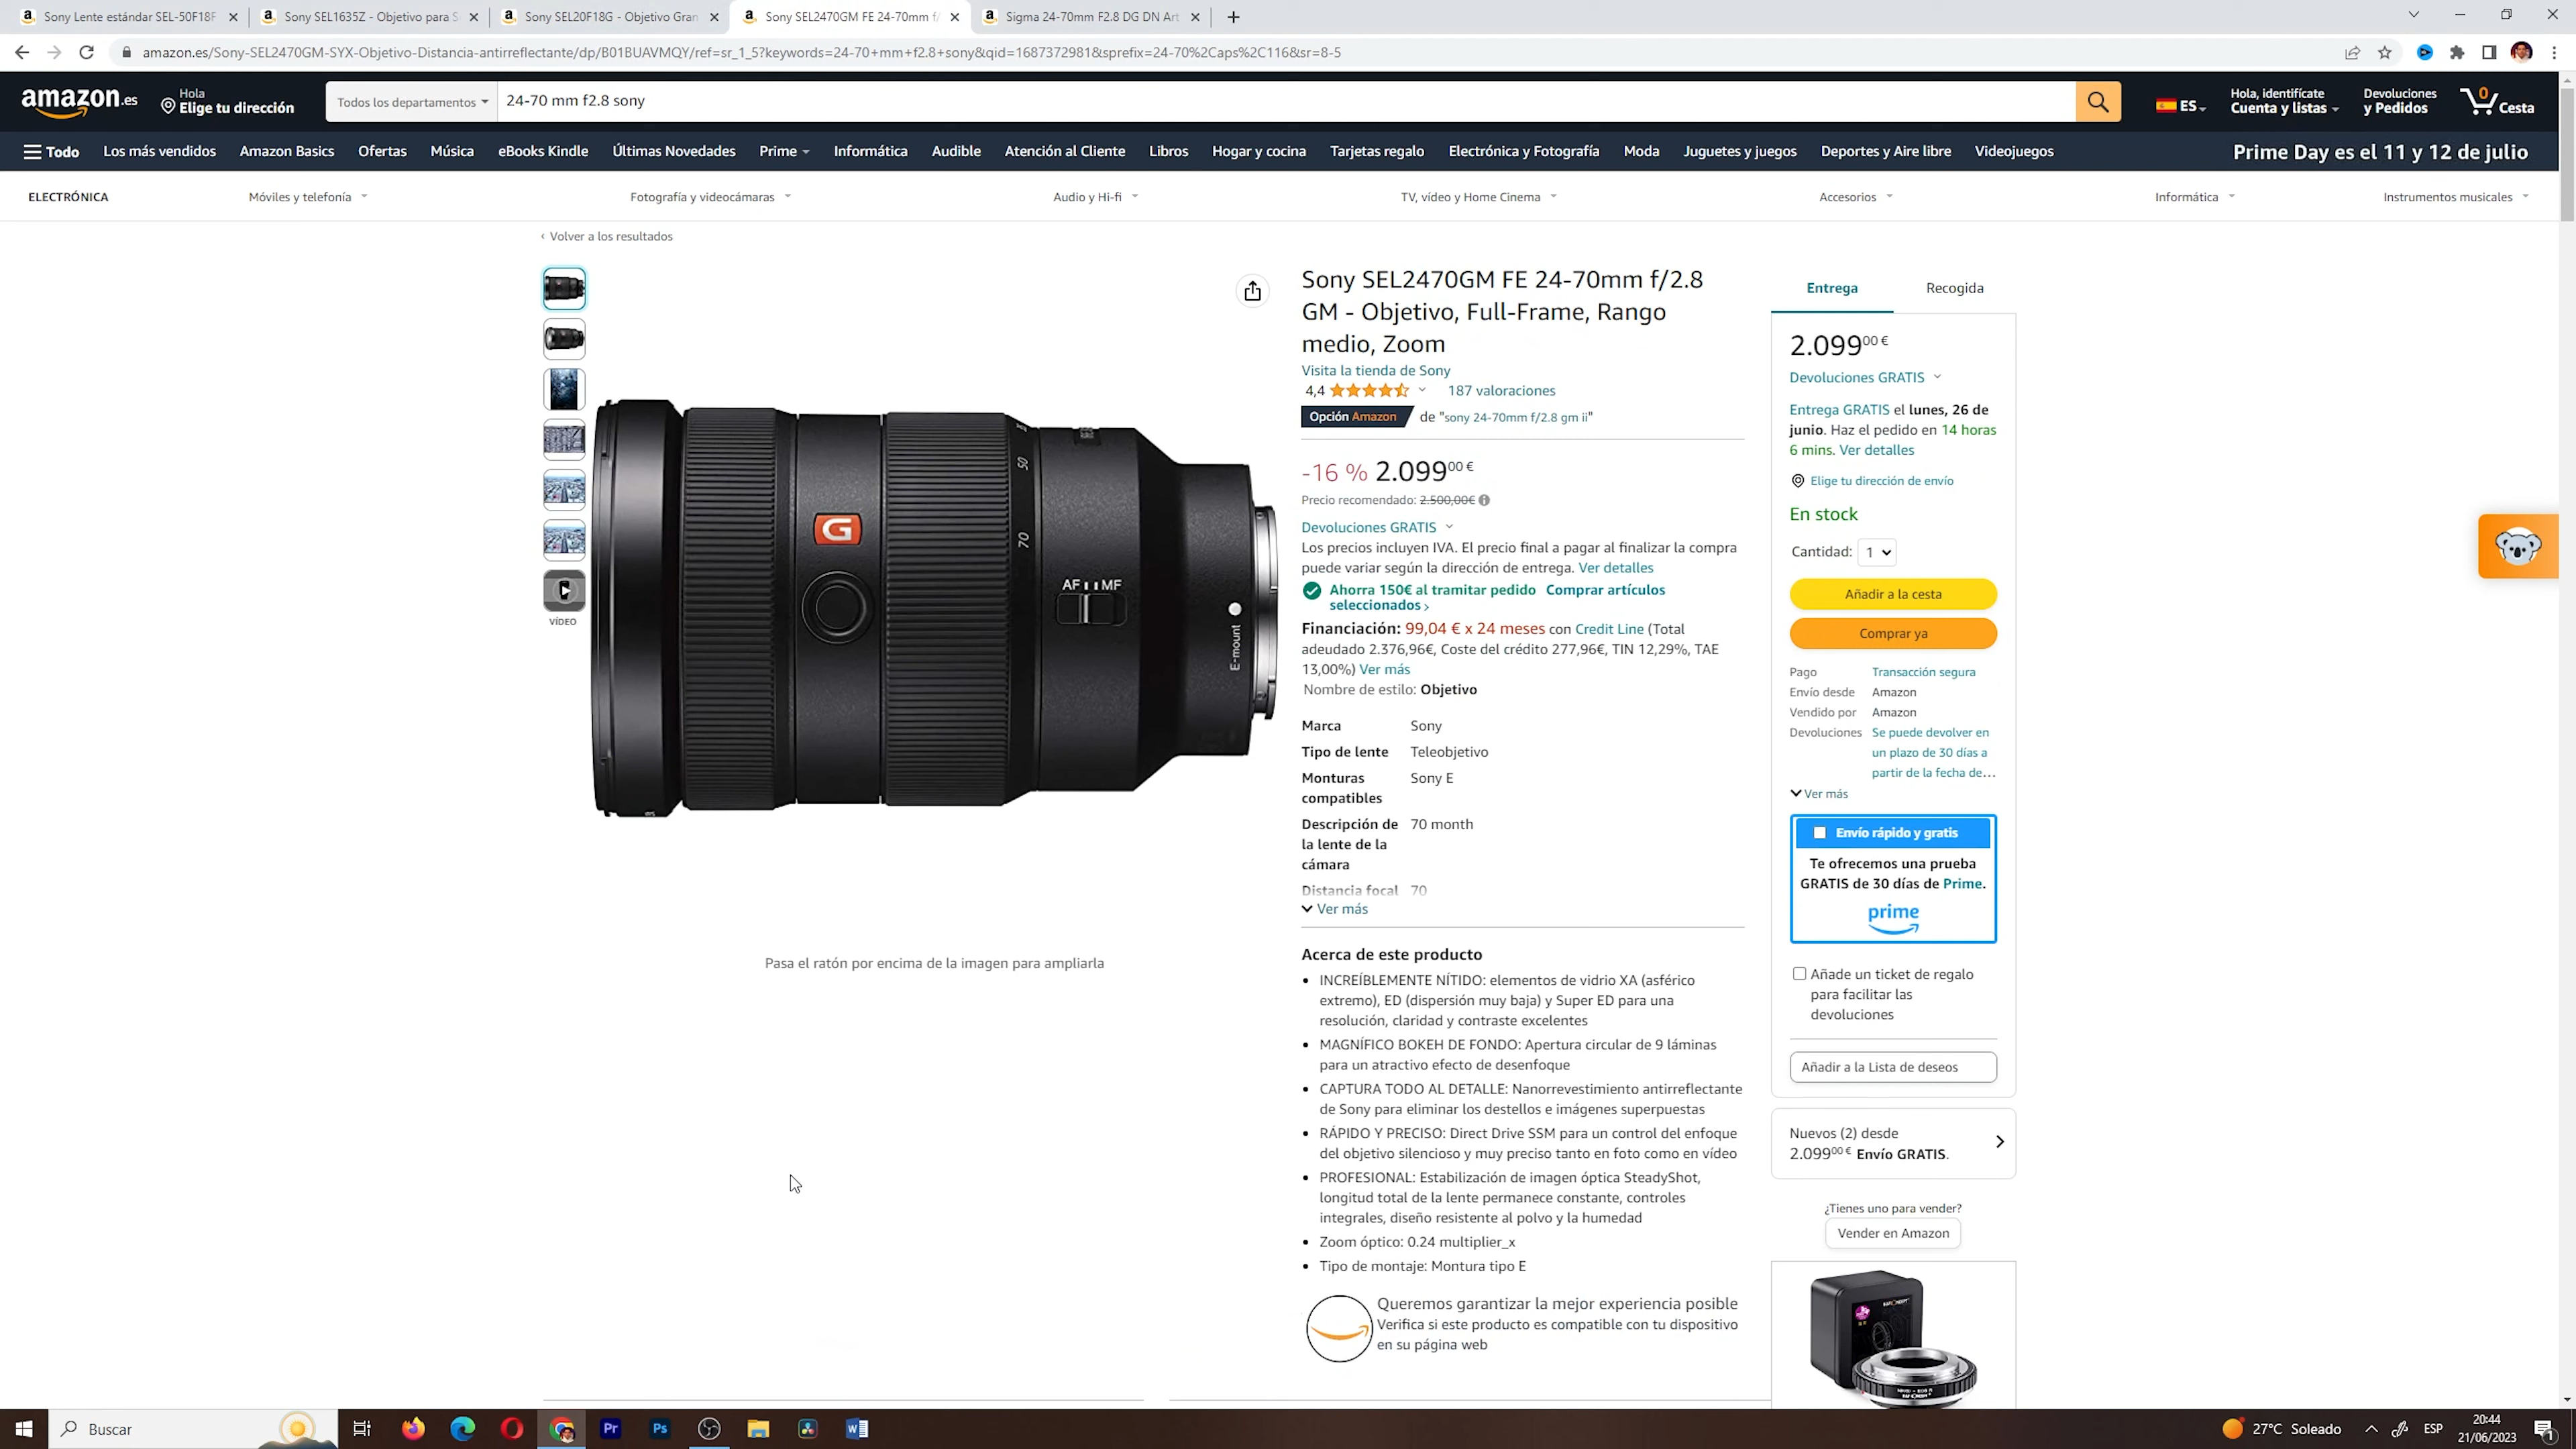 Sony Lente estándar SEL-50F18F
Sony SEL1635Z - Objetivo para S
Sony SEL20F18G - Objetivo Gran
Sony SEL2470GM FE 24-70mm f/
Sigma 24-70mm F2.8 DG DN Art
amazon.es/Sony-SEL2470GM-SYX-Objetivo-Distancia-antirreflectante/dp/B01BUAVMQY/ref=sr_1_5?keywords=24-70+mm+f2.8+sony&qid=1687372981&sprefix=24-70%2Caps%2C116&sr=8-5
amazon.es
Hola
Elige tu dirección
Todos los departamentos
24-70 mm f2.8 sony
ES
Hola, identifícate
Cuenta y listas
Devoluciones
y Pedidos
0
Cesta
Todo
Los más vendidos
Amazon Basics
Ofertas
Música
eBooks Kindle
Últimas Novedades
Prime
Informática
Audible
Atención al Cliente
Libros
Hogar y cocina
Tarjetas regalo
Electrónica y Fotografía
Moda
Juguetes y juegos
Deportes y Aire libre
Videojuegos
Prime Day es el 11 y 12 de julio
ELECTRÓNICA
Móviles y telefonía
Fotografía y videocámaras
Audio y Hi-fi
TV, vídeo y Home Cinema
Accesorios
Informática
Instrumentos musicales
‹ Volver a los resultados
VÍDEO
G
50
70
AF MF
E-mount
Pasa el ratón por encima de la imagen para ampliarla
Sony SEL2470GM FE 24-70mm f/2.8
GM - Objetivo, Full-Frame, Rango
medio, Zoom
Visita la tienda de Sony
4,4
187 valoraciones
Opción Amazon
de "sony 24-70mm f/2.8 gm ii"
-16 % 2.099,00 €
Precio recomendado: 2.500,00€
Devoluciones GRATIS
Los precios incluyen IVA. El precio final a pagar al finalizar la compra
puede variar según la dirección de entrega. Ver detalles
Ahorra 150€ al tramitar pedido Comprar artículos
seleccionados ›
Financiación: 99,04 € x 24 meses con Credit Line (Total
adeudado 2.376,96€, Coste del crédito 277,96€, TIN 12,29%, TAE
13,00%) Ver más
Nombre de estilo: Objetivo
Marca Sony
Tipo de lente Teleobjetivo
Monturas Sony E
compatibles
Descripción de 70 month
la lente de la
cámara
Distancia focal 70
Ver más
Acerca de este producto
• INCREÍBLEMENTE NÍTIDO: elementos de vidrio XA (asférico
extremo), ED (dispersión muy baja) y Super ED para una
resolución, claridad y contraste excelentes
• MAGNÍFICO BOKEH DE FONDO: Apertura circular de 9 láminas
para un atractivo efecto de desenfoque
• CAPTURA TODO AL DETALLE: Nanorrevestimiento antirreflectante
de Sony para eliminar los destellos e imágenes superpuestas
• RÁPIDO Y PRECISO: Direct Drive SSM para un control del enfoque
del objetivo silencioso y muy preciso tanto en foto como en vídeo
• PROFESIONAL: Estabilización de imagen óptica SteadyShot,
longitud total de la lente permanece constante, controles
integrales, diseño resistente al polvo y la humedad
• Zoom óptico: 0.24 multiplier_x
• Tipo de montaje: Montura tipo E
Queremos garantizar la mejor experiencia posible
Verifica si este producto es compatible con tu dispositivo
en su página web
Entrega
Recogida
2.099,00 €
Devoluciones GRATIS
Entrega GRATIS el lunes, 26 de
junio. Haz el pedido en 14 horas
6 mins. Ver detalles
Elige tu dirección de envío
En stock
Cantidad: 1
Añadir a la cesta
Comprar ya
Pago Transacción segura
Envío desde Amazon
Vendido por Amazon
Devoluciones Se puede devolver en
un plazo de 30 días a
partir de la fecha de…
Ver más
Envío rápido y gratis
Te ofrecemos una prueba
GRATIS de 30 días de Prime.
prime
Añade un ticket de regalo
para facilitar las
devoluciones
Añadir a la Lista de deseos
Nuevos (2) desde
2.099,00 € Envío GRATIS.
¿Tienes uno para vender?
Vender en Amazon
Buscar
Pr
Ps
W
27°C Soleado
ESP
20:44
21/06/2023
1